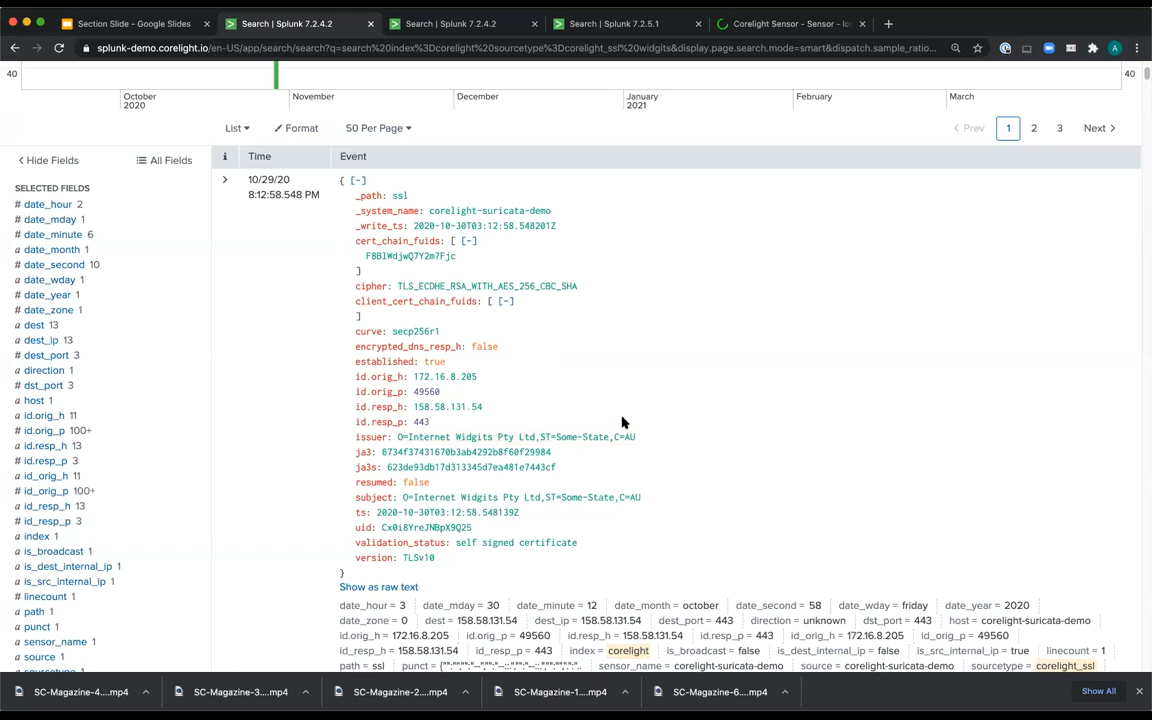 Section Slide - Google Slides
Search | Splunk 7.2.4.2
Search | Splunk 7.2.4.2
Search | Splunk 7.2.5.1
Corelight Sensor - Sensor - loc
splunk-demo.corelight.io/en-US/app/search/search?q=search%20index%3Dcorelight%20sourcetype%3Dcorelight_ssl%20widgits&display.page.search.mode=smart&dispatch.sample_ratio...
A
40
40
October
2020
November
December
January
2021
February
March
List
Format
50 Per Page
Prev
1
2
3
Next
Hide Fields
All Fields
i
Time
Event
SELECTED FIELDS
# date_hour 2
# date_mday 1
# date_minute 6
a date_month 1
# date_second 10
a date_wday 1
# date_year 1
# date_zone 1
a dest 13
a dest_ip 13
# dest_port 3
a direction 1
# dst_port 3
a host 1
a id.orig_h 11
# id.orig_p 100+
a id.resp_h 13
# id.resp_p 3
a id_orig_h 11
# id_orig_p 100+
a id_resp_h 13
# id_resp_p 3
a index 1
a is_broadcast 1
a is_dest_internal_ip 1
a is_src_internal_ip 1
# linecount 1
a path 1
a punct 1
a sensor_name 1
a source 1
a sourcetype 1
10/29/20
8:12:58.548 PM
{ [-]
_path: ssl
_system_name: corelight-suricata-demo
_write_ts: 2020-10-30T03:12:58.548201Z
cert_chain_fuids: [ [-]
F8BlWdjwQ7Y2m7Fjc
]
cipher: TLS_ECDHE_RSA_WITH_AES_256_CBC_SHA
client_cert_chain_fuids: [ [-]
]
curve: secp256r1
encrypted_dns_resp_h: false
established: true
id.orig_h: 172.16.8.205
id.orig_p: 49560
id.resp_h: 158.58.131.54
id.resp_p: 443
issuer: O=Internet Widgits Pty Ltd,ST=Some-State,C=AU
ja3: 6734f37431670b3ab4292b8f60f29984
ja3s: 623de93db17d313345d7ea481e7443cf
resumed: false
subject: O=Internet Widgits Pty Ltd,ST=Some-State,C=AU
ts: 2020-10-30T03:12:58.548139Z
uid: Cx0i8YreJNBpX9Q25
validation_status: self signed certificate
version: TLSv10
}
Show as raw text
date_hour = 3 date_mday = 30 date_minute = 12 date_month = october date_second = 58 date_wday = friday date_year = 2020
date_zone = 0 dest = 158.58.131.54 dest_ip = 158.58.131.54 dest_port = 443 direction = unknown dst_port = 443 host = corelight-suricata-demo
id.orig_h = 172.16.8.205 id.orig_p = 49560 id.resp_h = 158.58.131.54 id.resp_p = 443 id_orig_h = 172.16.8.205 id_orig_p = 49560
id_resp_h = 158.58.131.54 id_resp_p = 443 index = corelight is_broadcast = false is_dest_internal_ip = false is_src_internal_ip = true linecount = 1
path = ssl punct = sensor_name = corelight-suricata-demo source = corelight-suricata-demo sourcetype = corelight_ssl
SC-Magazine-4....mp4
SC-Magazine-3....mp4
SC-Magazine-2....mp4
SC-Magazine-1....mp4
SC-Magazine-6....mp4
Show All